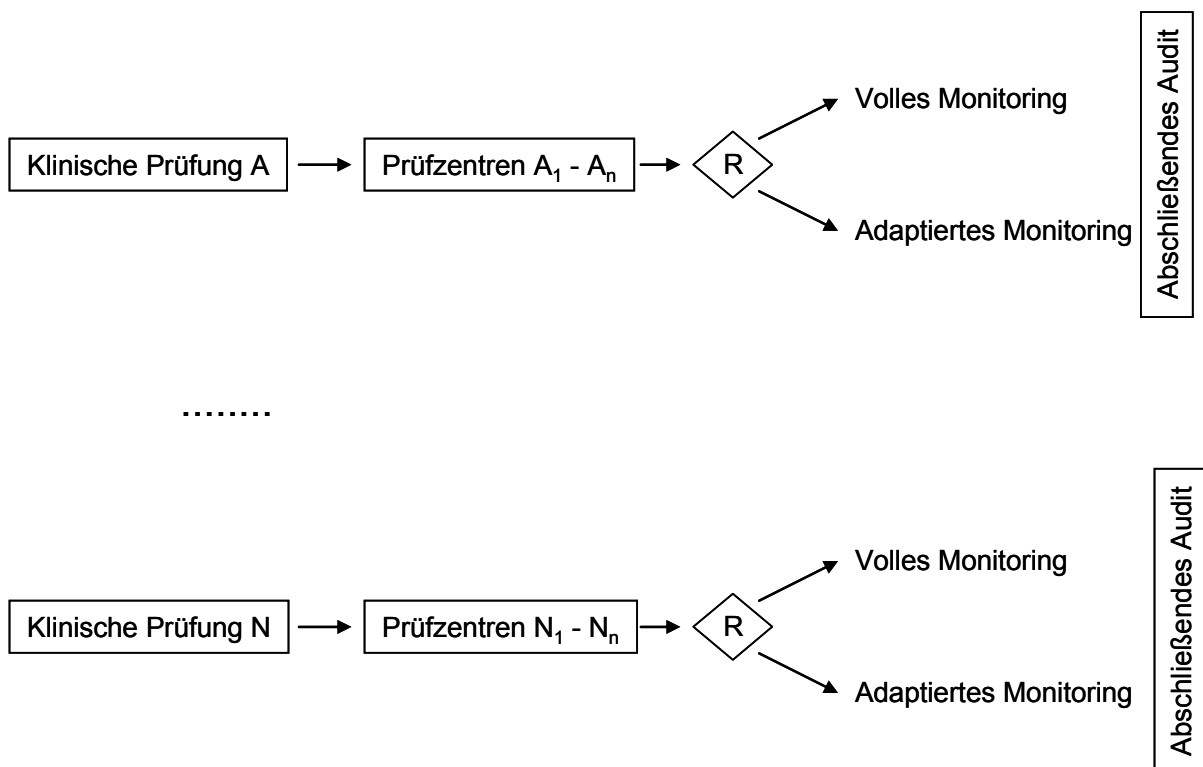 Klinische Prüfung A
Prüfzentren A₁ - Aₙ
R
Volles Monitoring
Adaptiertes Monitoring
Abschließendes Audit
........
Klinische Prüfung N
Prüfzentren N₁ - Nₙ
R
Volles Monitoring
Adaptiertes Monitoring
Abschließendes Audit